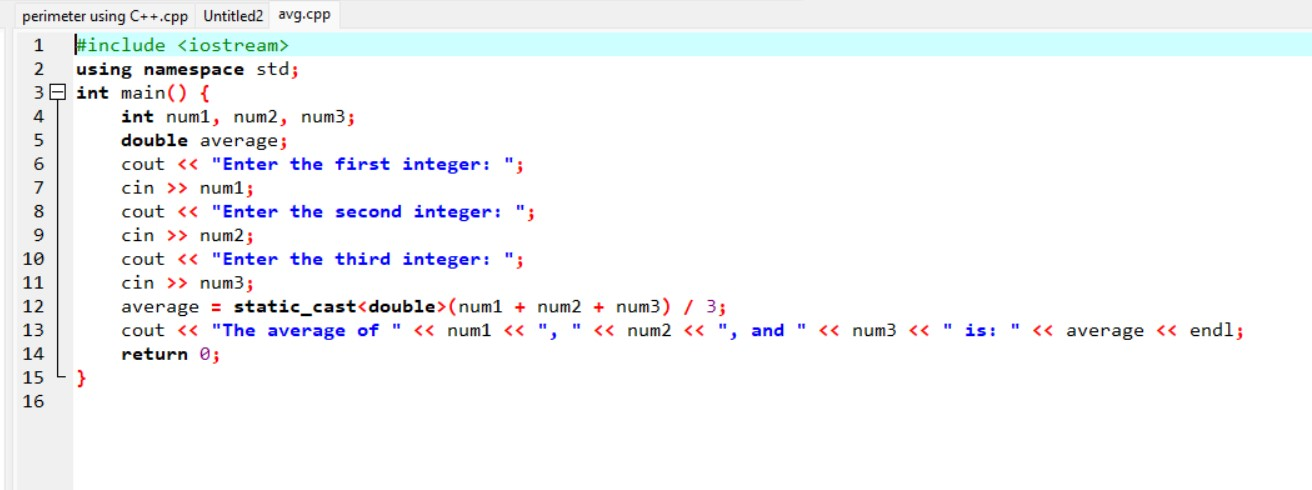 perimeter using C++.cpp Untitled2 avg.cpp
1 #include <iostream>
2 using namespace std;
3 int main() {
4 int num1, num2, num3;
5 double average;
6 cout << "Enter the first integer: ";
7 cin >> num1;
8 cout << "Enter the second integer: ";
9 cin >> num2;
10 cout << "Enter the third integer: ";
11 cin >> num3;
12 average = static_cast<double>(num1 + num2 + num3) / 3;
13 cout << "The average of " << num1 << ", " << num2 << ", and " << num3 << " is: " << average << endl;
14 return 0;
15 }
16